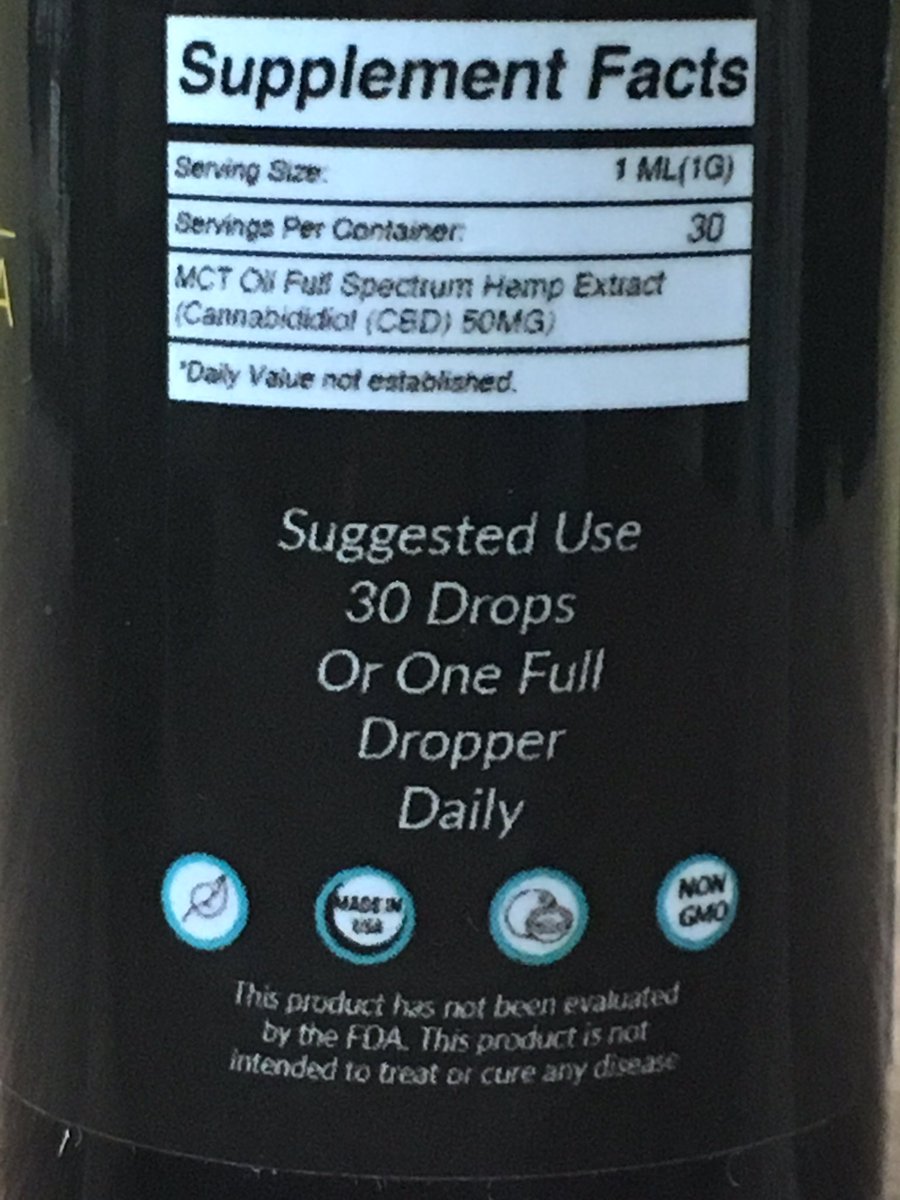 Supplement Facts
Serving Size: 1 ML(1G)
Servings Per Container: 30
MCT Oil Full Spectrum Hemp Extract
(Cannabididiol (CBD) 50MG)
*Daily Value not established.
Suggested Use
30 Drops
Or One Full
Dropper
Daily
MADE IN
USA
NON
GMO
This product has not been evaluated
by the FDA. This product is not
intended to treat or cure any disease